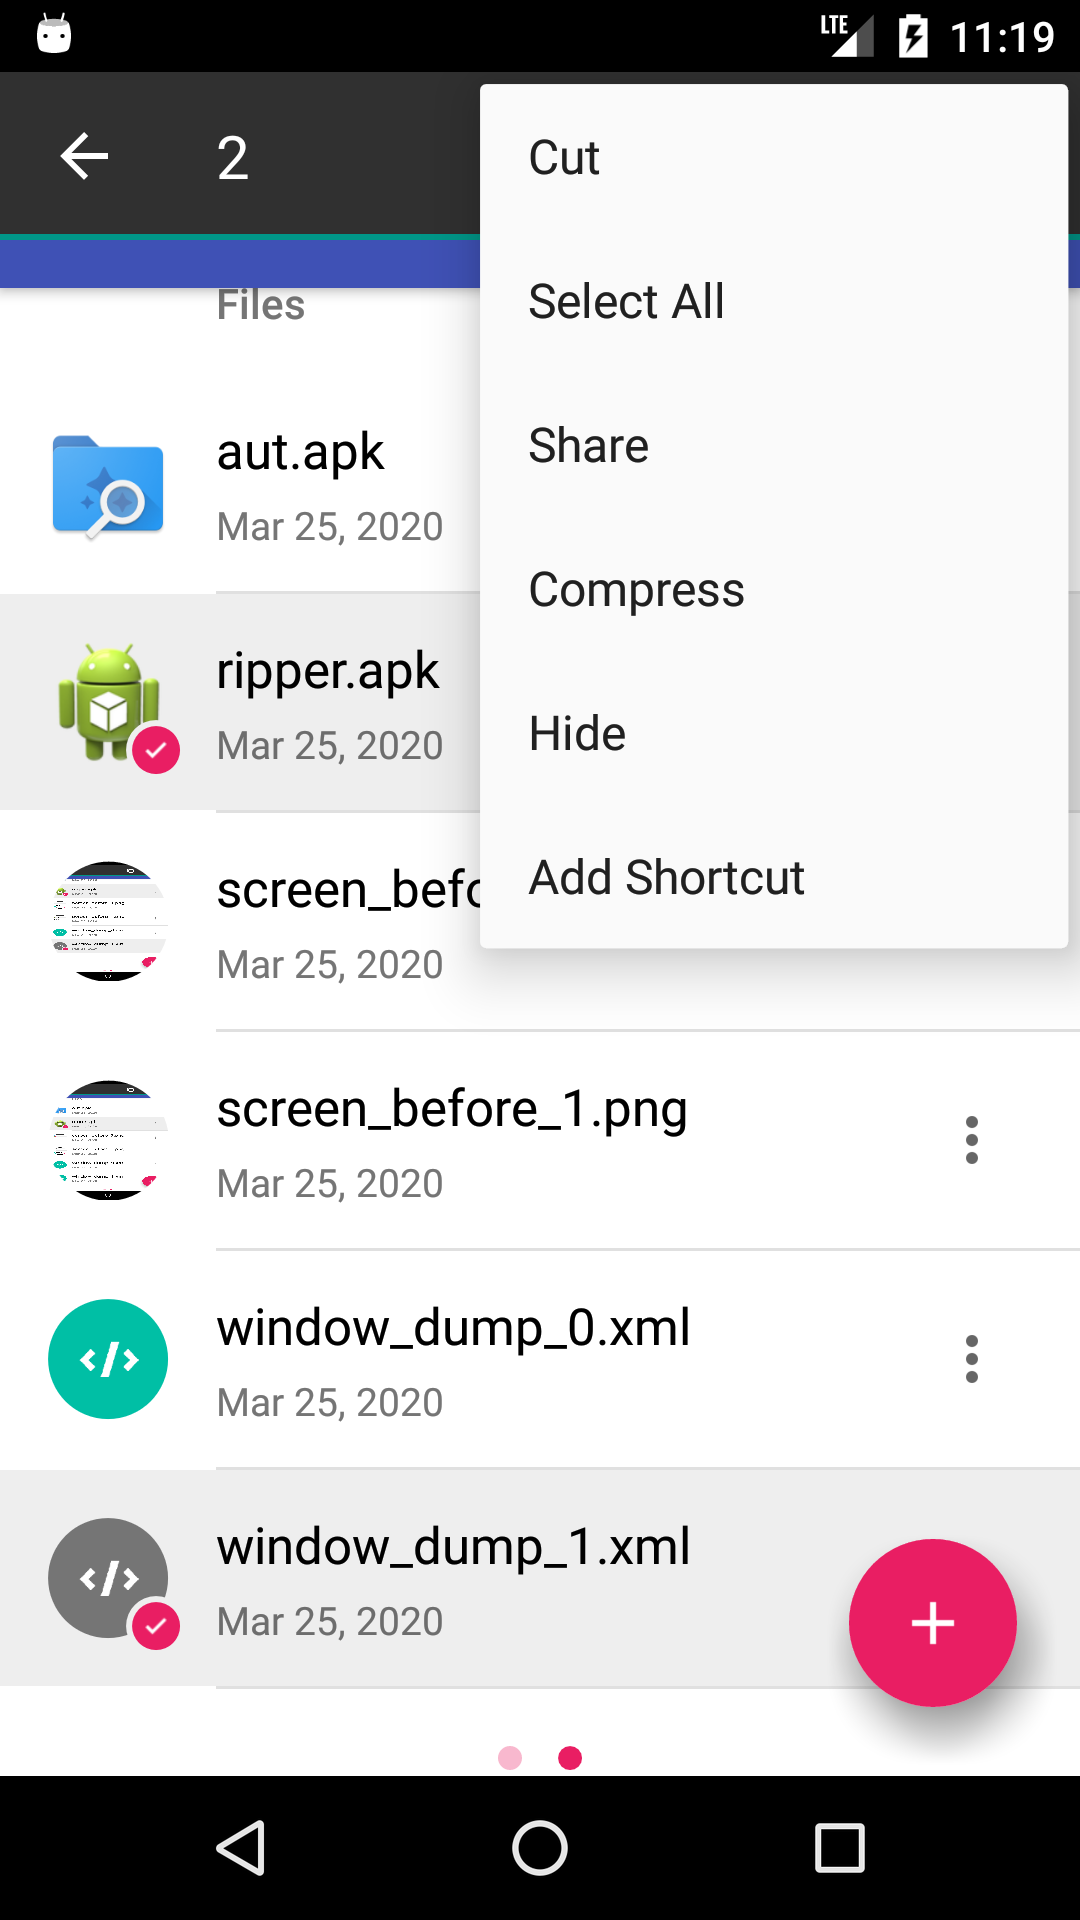 LTE 11:19
2
Cut
Select All
Share
Compress
Hide
Add Shortcut
Files
aut.apk
Mar 25, 2020
ripper.apk
Mar 25, 2020
screen_befo
Mar 25, 2020
screen_before_1.png
Mar 25, 2020
window_dump_0.xml
Mar 25, 2020
window_dump_1.xml
Mar 25, 2020